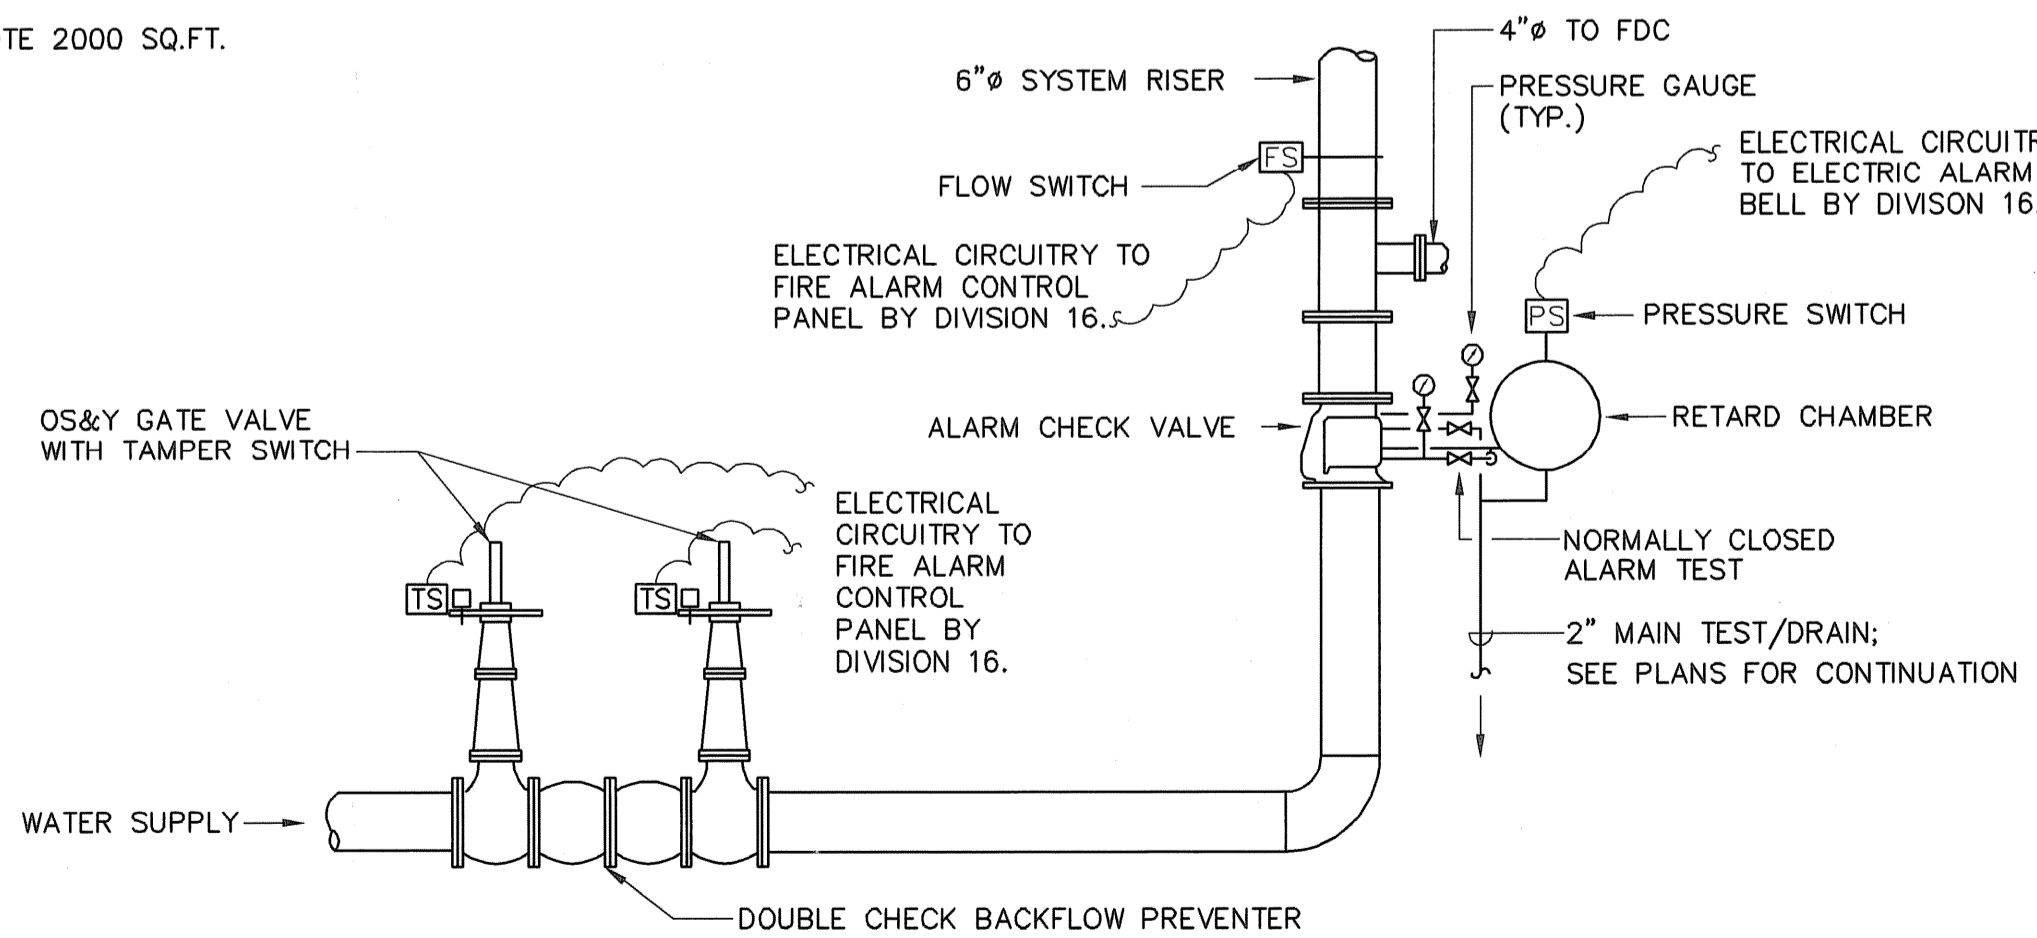 2000 SQ.FT.
6"ø SYSTEM RISER
4"ø TO FDC
PRESSURE GAUGE
(TYP.)
ELECTRICAL
TO ELECTRIC ALARM
BELL BY DIVISON 16.
FS
FLOW SWITCH
ELECTRICAL CIRCUITRY TO
FIRE ALARM CONTROL
PANEL BY DIVISION 16.
PS
PRESSURE SWITCH
OS&Y GATE VALVE
WITH TAMPER SWITCH
ALARM CHECK VALVE
RETARD CHAMBER
ELECTRICAL
CIRCUITRY TO
FIRE ALARM
CONTROL
PANEL BY
DIVISION 16.
NORMALLY CLOSED
ALARM TEST
TS
TS
2" MAIN TEST/DRAIN;
SEE PLANS FOR CONTINUATION
WATER SUPPLY
DOUBLE CHECK BACKFLOW PREVENTER